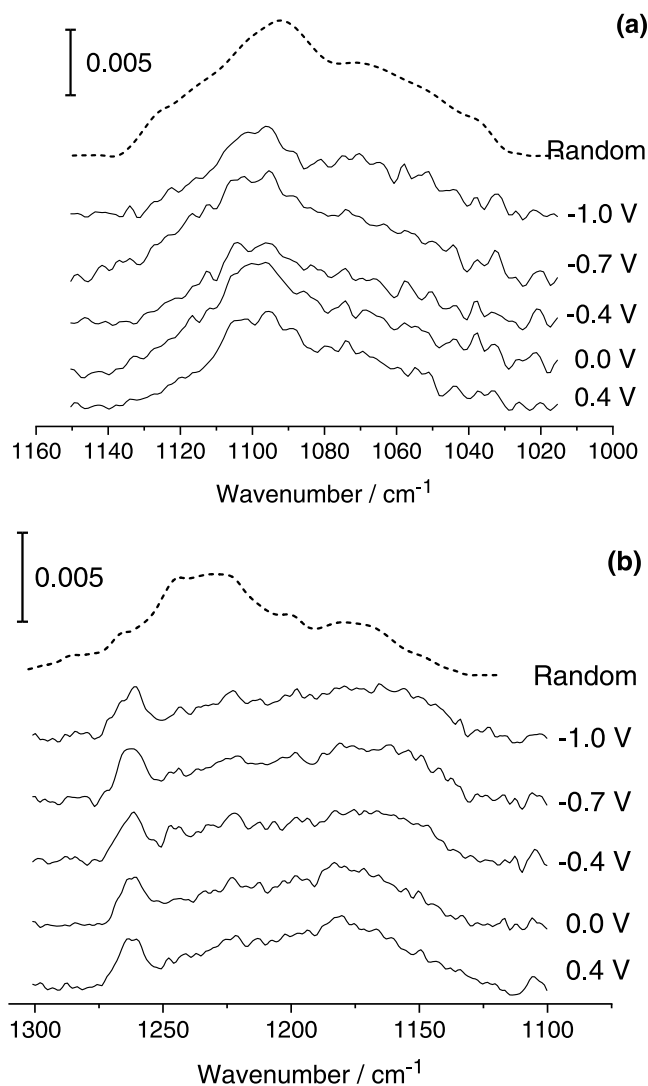 (a)
0.005
Random
-1.0 V
-0.7 V
-0.4 V
0.0 V
0.4 V
1160 1140 1120 1100 1080 1060 1040 1020 1000
Wavenumber / cm-1
(b)
0.005
Random
-1.0 V
-0.7 V
-0.4 V
0.0 V
0.4 V
1300 1250 1200 1150 1100
Wavenumber / cm-1